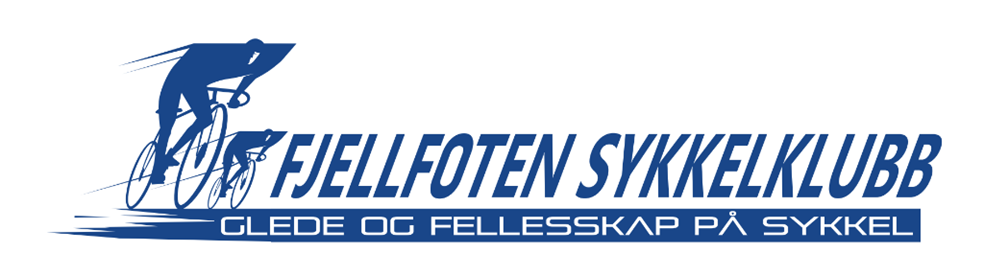 FJELLFOTEN SYKKELKLUBB
GLEDE OG FELLESSKAP PÅ SYKKEL